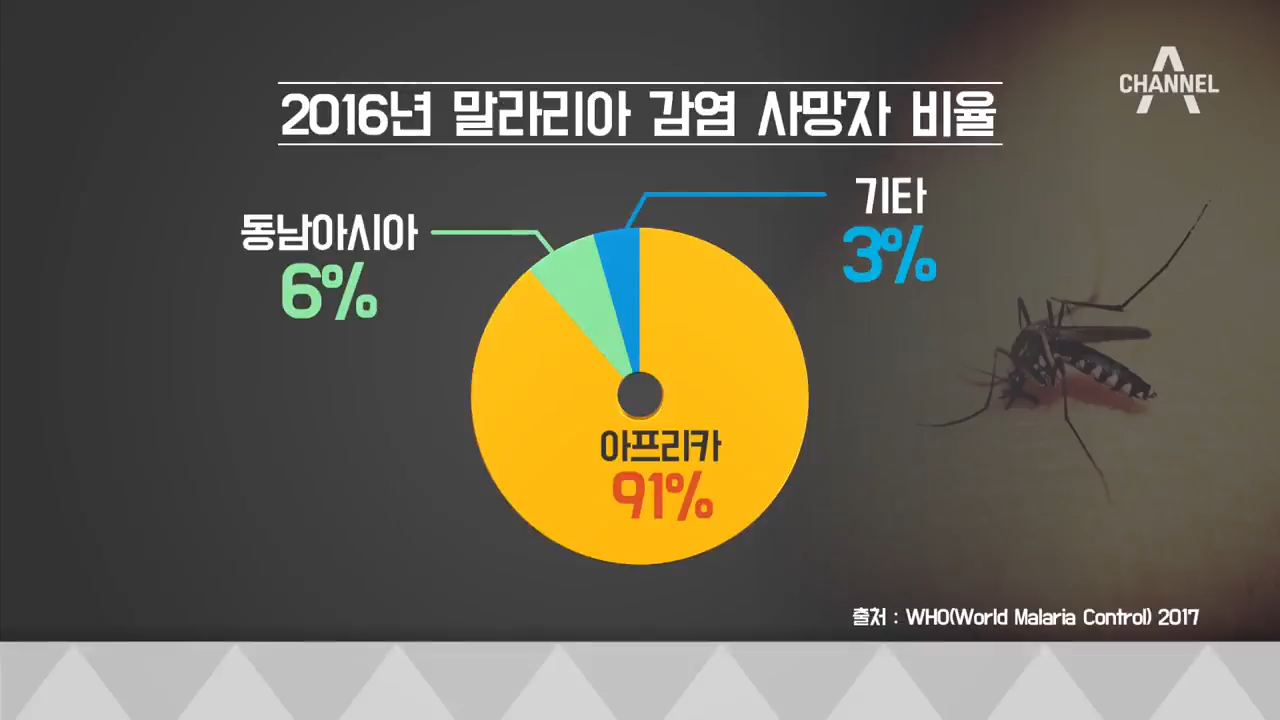 CHANNEL A
2016년 말라리아 감염 사망자 비율
기타
3%
동남아시아
6%
아프리카
91%
출처 : WHO(World Malaria Control) 2017